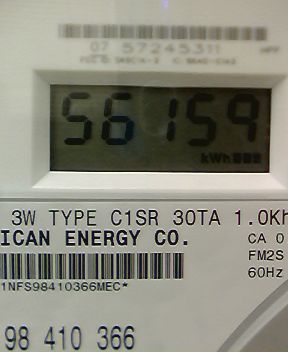 07 57245311
56159
kWh
3W TYPE C1SR 30TA 1.0Kh
ICAN ENERGY CO.
CA 0
FM2S
60Hz
1NFS98410366MEC*
98 410 366